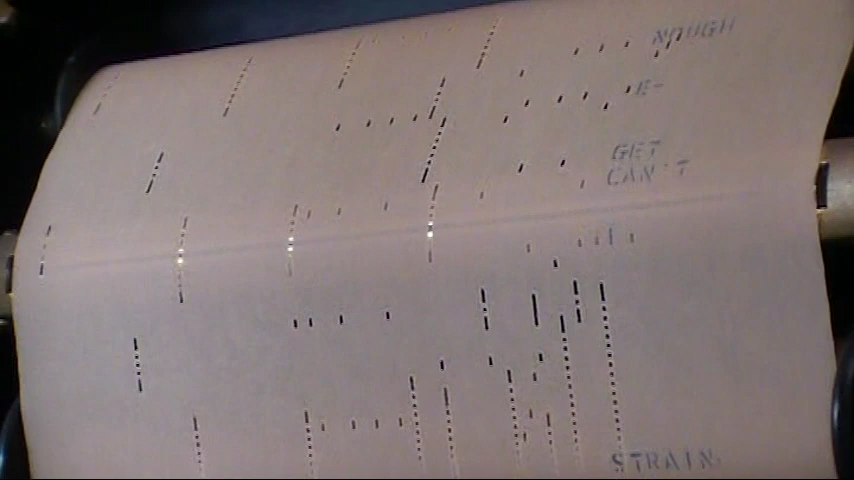 NOUGH
E-
GET
CAN'T
STRAIN.